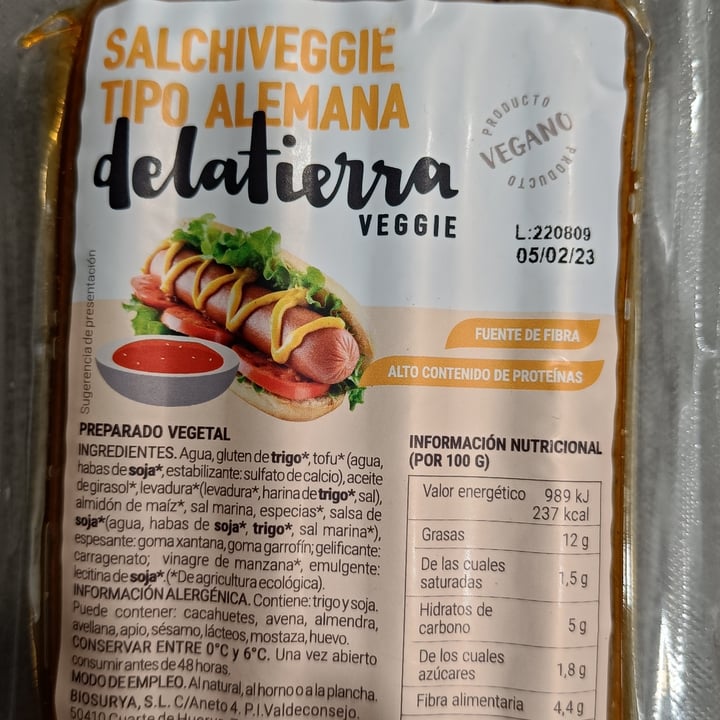 SALCHIVEGGIE
TIPO ALEMANA
delatierra
VEGGIE
PRODUCTO
VEGANO
PRODUCTO
L:220809
05/02/23
Sugerencia de presentación
FUENTE DE FIBRA
ALTO CONTENIDO DE PROTEÍNAS
PREPARADO VEGETAL
INGREDIENTES. Agua, gluten de trigo*, tofu* (agua,
habas de soja*, estabilizante: sulfato de calcio), aceite
de girasol*, levadura* (levadura*, harina de trigo*, sal),
almidón de maíz*, sal marina, especias*, salsa de
soja* (agua, habas de soja*, trigo*, sal marina*),
espesante: goma xantana, goma garrofín; gelificante:
carragenato; vinagre de manzana*, emulgente:
lecitina de soja*. (*De agricultura ecológica).
INFORMACIÓN ALERGÉNICA. Contiene: trigo y soja.
Puede contener: cacahuetes, avena, almendra,
avellana, apio, sésamo, lácteos, mostaza, huevo.
CONSERVAR ENTRE 0°C y 6°C. Una vez abierto
consumir antes de 48 horas.
MODO DE EMPLEO. Al natural, al horno o a la plancha.
BIOSURYA, S.L. C/Aneto 4. P.I.Valdeconsejo.
50410 Cuarte de Huerva,
INFORMACIÓN NUTRICIONAL
(POR 100 G)
Valor energético 989 kJ
237 kcal
Grasas 12 g
De las cuales
saturadas 1,5 g
Hidratos de
carbono 5 g
De los cuales
azúcares 1,8 g
Fibra alimentaria 4,4 g